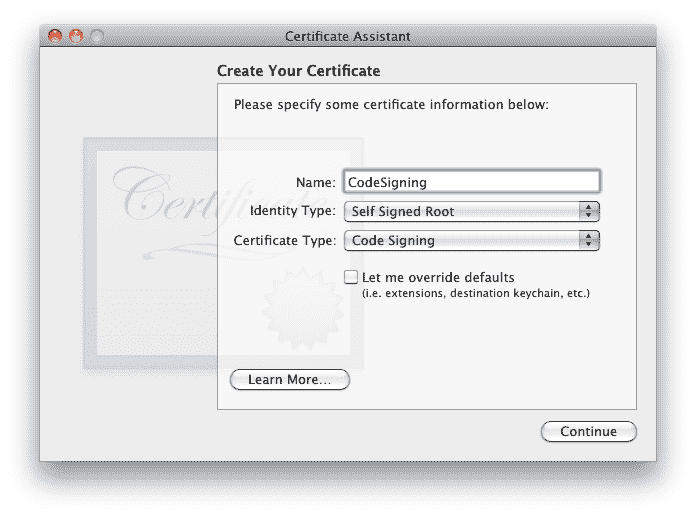 Certificate Assistant
Create Your Certificate
Please specify some certificate information below:
Certificate
Name: CodeSigning
Identity Type: Self Signed Root
Certificate Type: Code Signing
Let me override defaults
(i.e. extensions, destination keychain, etc.)
Learn More...
Continue